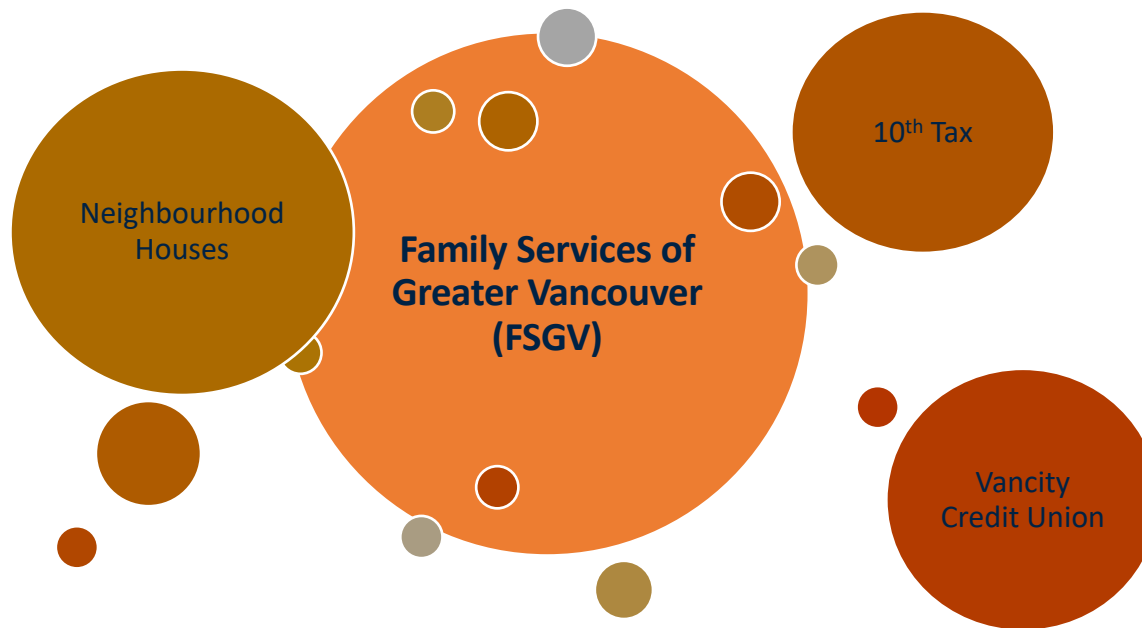 Neighbourhood
Houses
Family Services of
Greater Vancouver
(FSGV)
10th Tax
Vancity
Credit Union